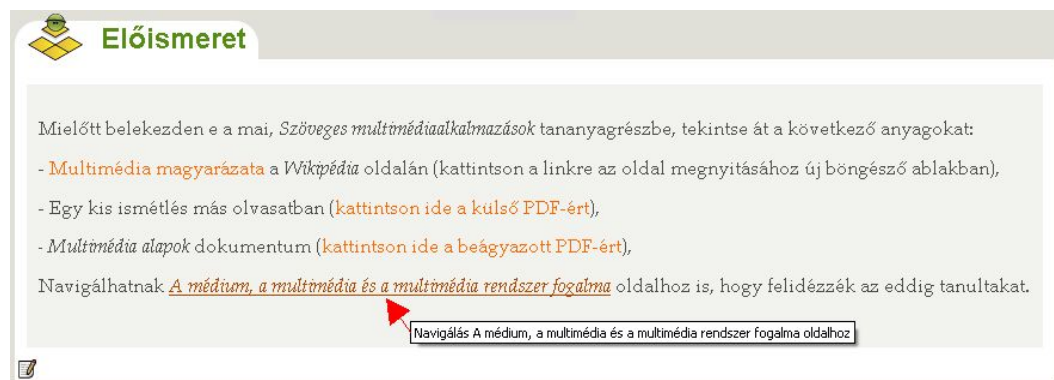 Előismeret
Mielőtt belekezden e a mai, Szöveges multimédiaalkalmazások tananyagrészbe, tekintse át a következő anyagokat:
- Multimédia magyarázata a Wikipédia oldalán (kattintson a linkre az oldal megnyitásához új böngésző ablakban),
- Egy kis ismétlés más olvasatban (kattintson ide a külső PDF-ért),
- Multimédia alapok dokumentum (kattintson ide a beágyazott PDF-ért),
Navigálhatnak A médium, a multimédia és a multimédia rendszer fogalma oldalhoz is, hogy felidézzék az eddig tanultakat.
Navigálás A médium, a multimédia és a multimédia rendszer fogalma oldalhoz